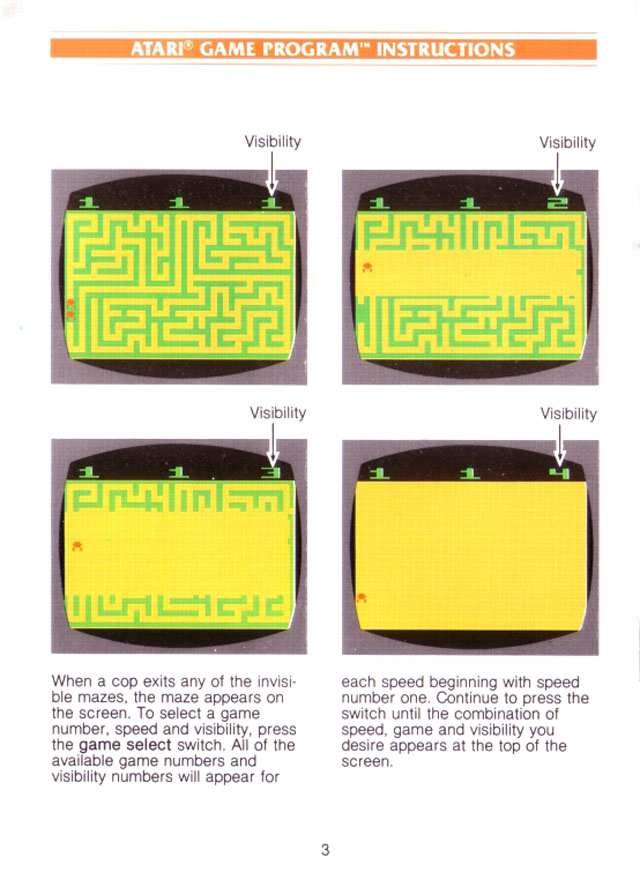 ATARI® GAME PROGRAM™ INSTRUCTIONS
Visibility
1 1 1
Visibility
1 1 2
Visibility
1 1 3
Visibility
1 1 4
When a cop exits any of the invisi-
ble mazes, the maze appears on
the screen. To select a game
number, speed and visibility, press
the game select switch. All of the
available game numbers and
visibility numbers will appear for
each speed beginning with speed
number one. Continue to press the
switch until the combination of
speed, game and visibility you
desire appears at the top of the
screen.
3